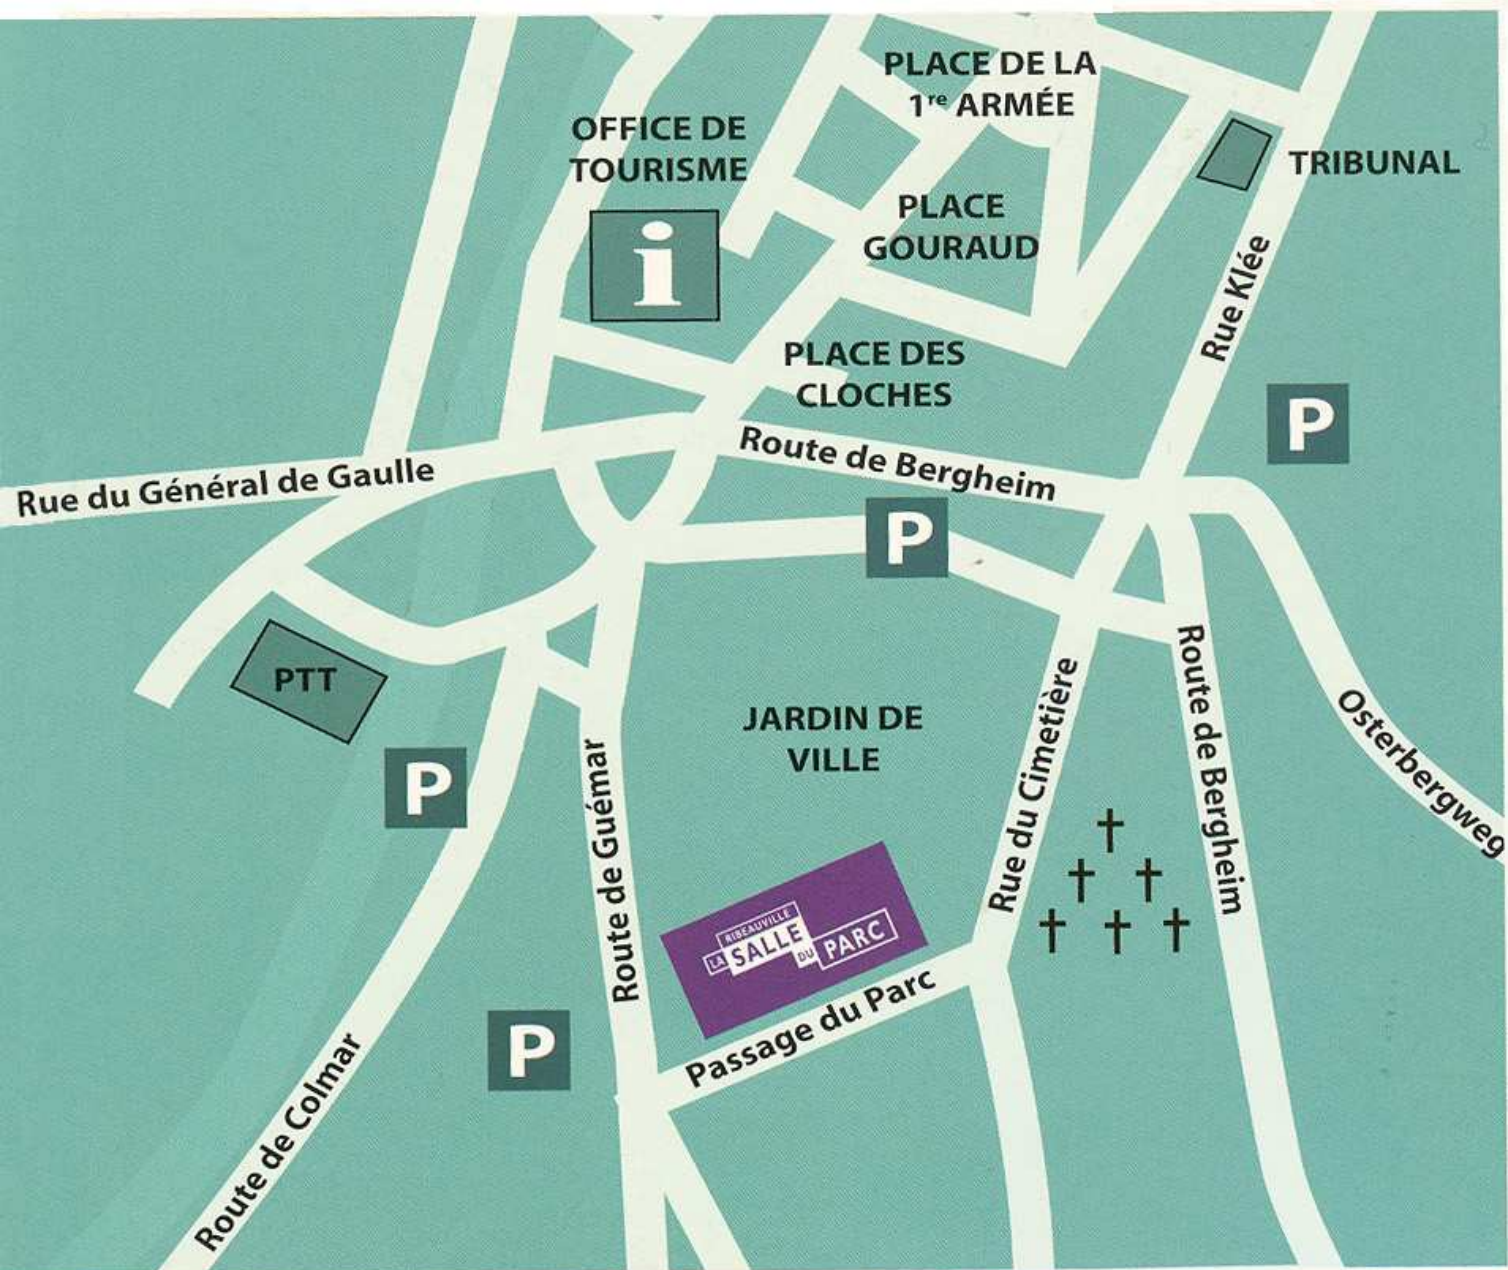 PLACE DE LA
1re ARMÉE
OFFICE DE
TOURISME
i
TRIBUNAL
PLACE
GOURAUD
Rue Klée
PLACE DES
CLOCHES
P
Route de Bergheim
Rue du Général de Gaulle
P
PTT
P
JARDIN DE
VILLE
Rue du Cimetière
Route de Bergheim
Osterbergweg
Route de Guémar
RIBEAUVILLE
LA SALLE
DU PARC
Passage du Parc
P
Route de Colmar